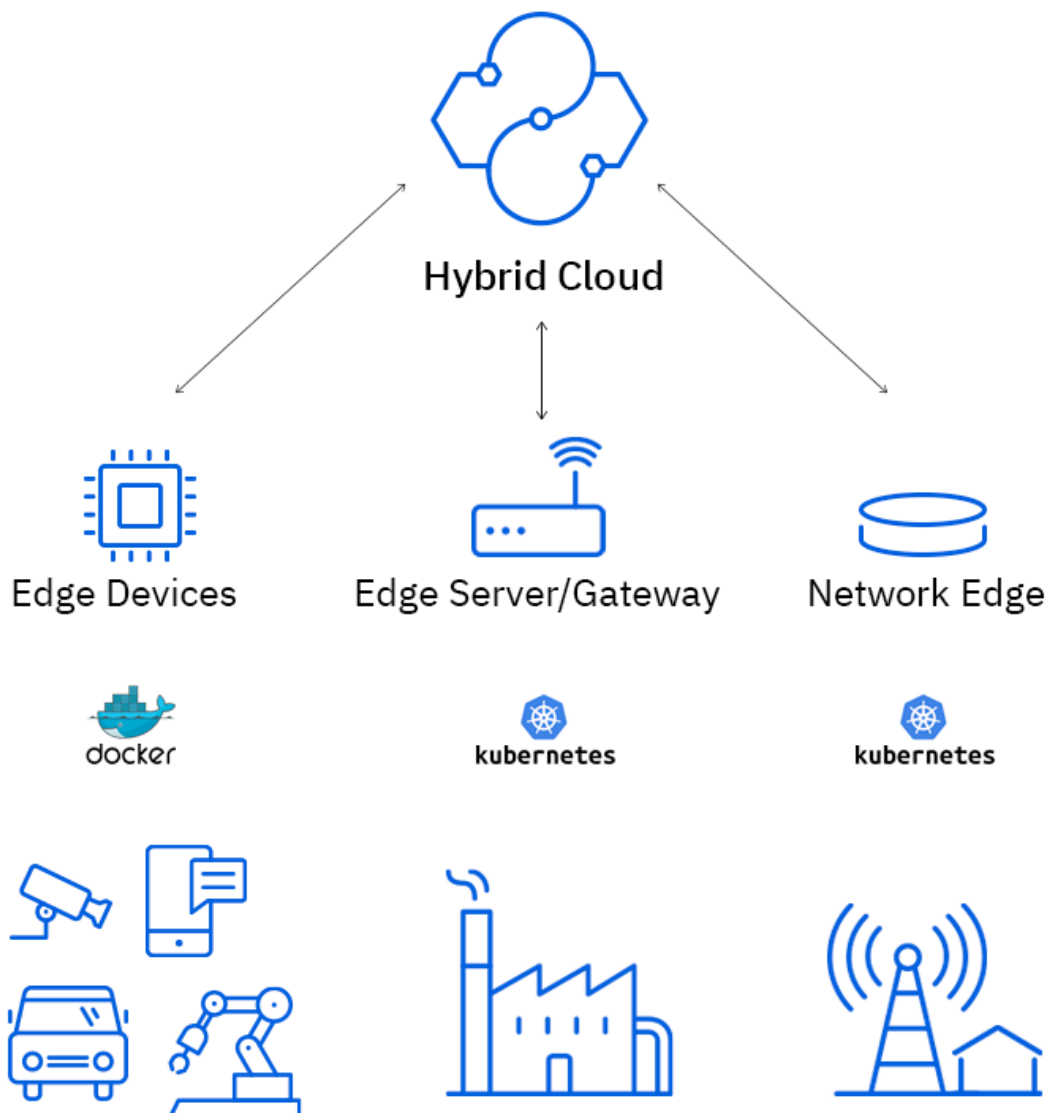 Hybrid Cloud
Edge Devices
Edge Server/Gateway
Network Edge
docker
kubernetes
kubernetes